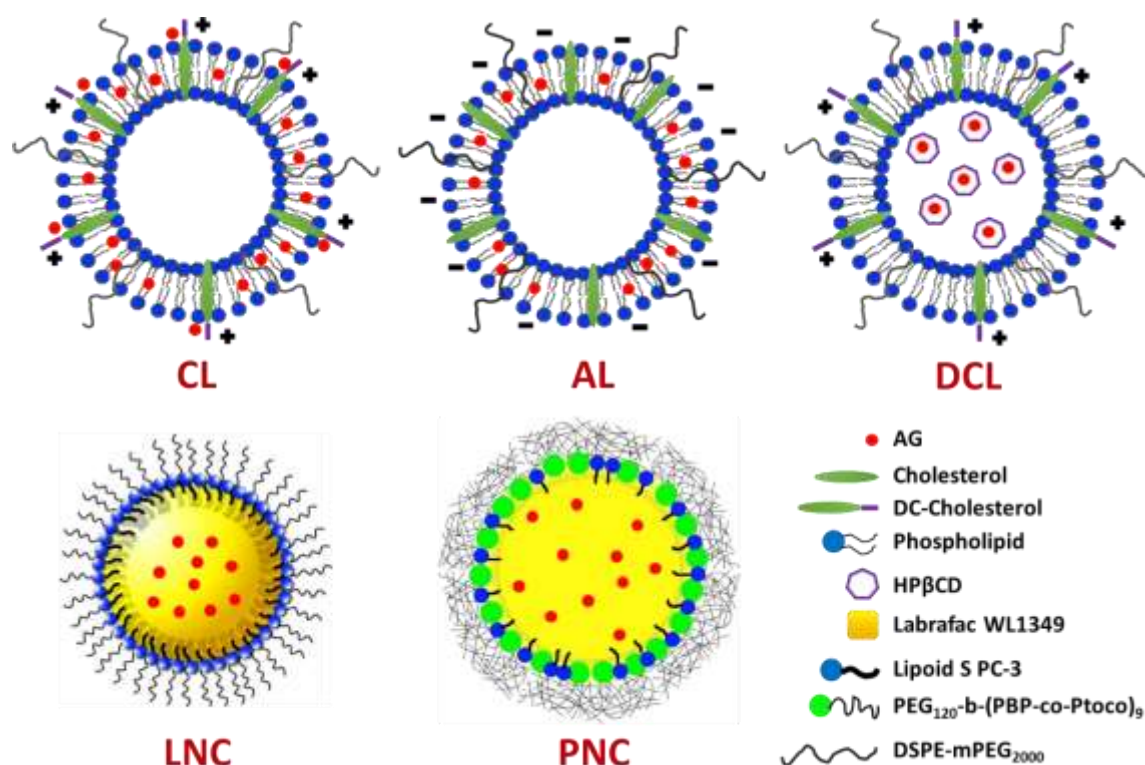 CL
AL
DCL
LNC
PNC
AG
Cholesterol
DC-Cholesterol
Phospholipid
HPβCD
Labrafac WL1349
Lipoid S PC-3
PEG₁₂₀-b-(PBP-co-Ptoco)₉
DSPE-mPEG₂₀₀₀